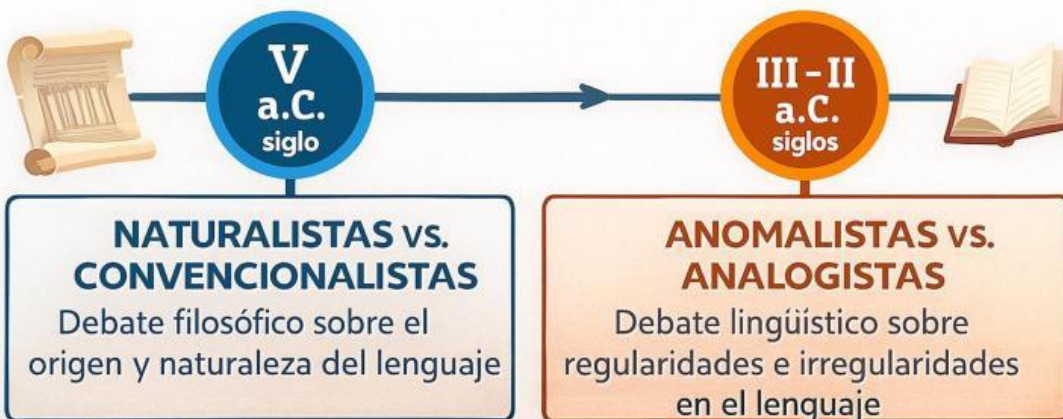 V
a.C.
siglo
III-II
a.C.
siglos
NATURALISTAS VS.
CONVENCIONALISTAS
Debate filosófico sobre el
origen y naturaleza del lenguaje
ANOMALISTAS VS.
ANALOGISTAS
Debate lingüístico sobre
regularidades e irregularidades
en el lenguaje